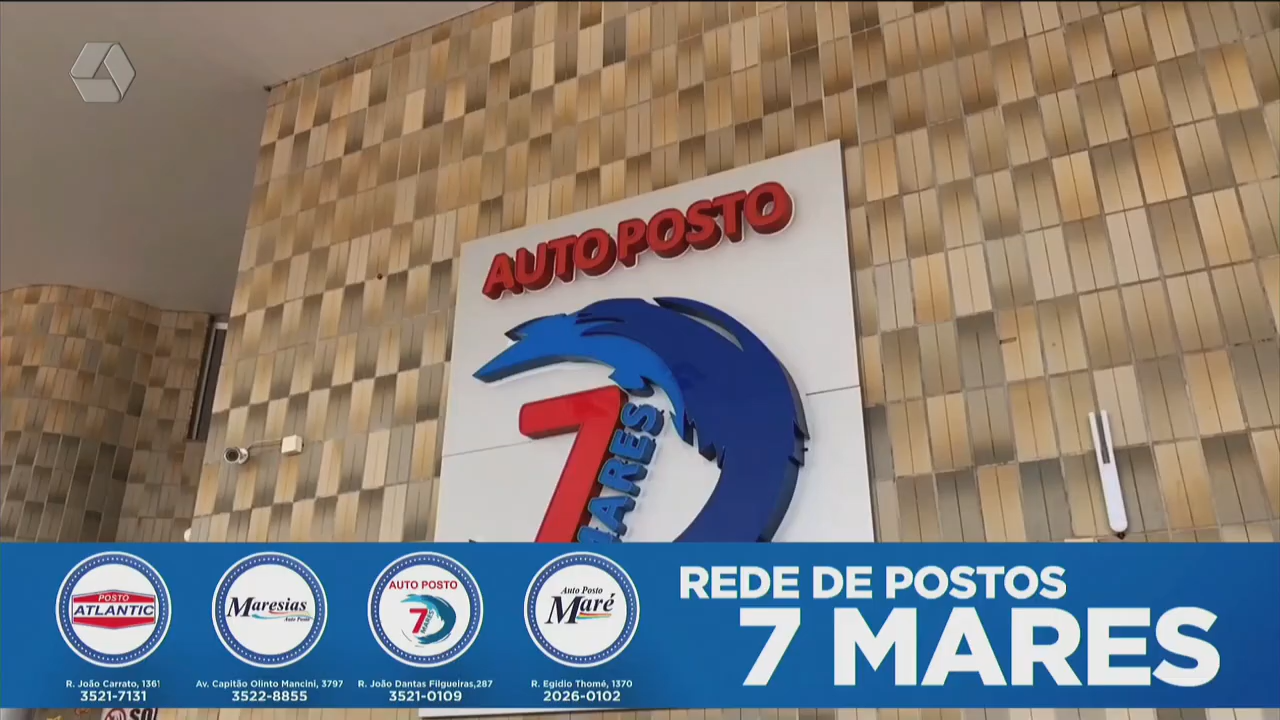 AUTO POSTO
7
MARES
POSTO
ATLANTIC
R. João Carrato, 1361
3521-7131
Maresias
Auto Posto
Av. Capitão Olinto Mancini, 3797
3522-8855
AUTO POSTO
7
MARES
R. João Dantas Filgueiras,287
3521-0109
Auto Posto
Maré
R. Egidio Thomé, 1370
2026-0102
REDE DE POSTOS
7 MARES